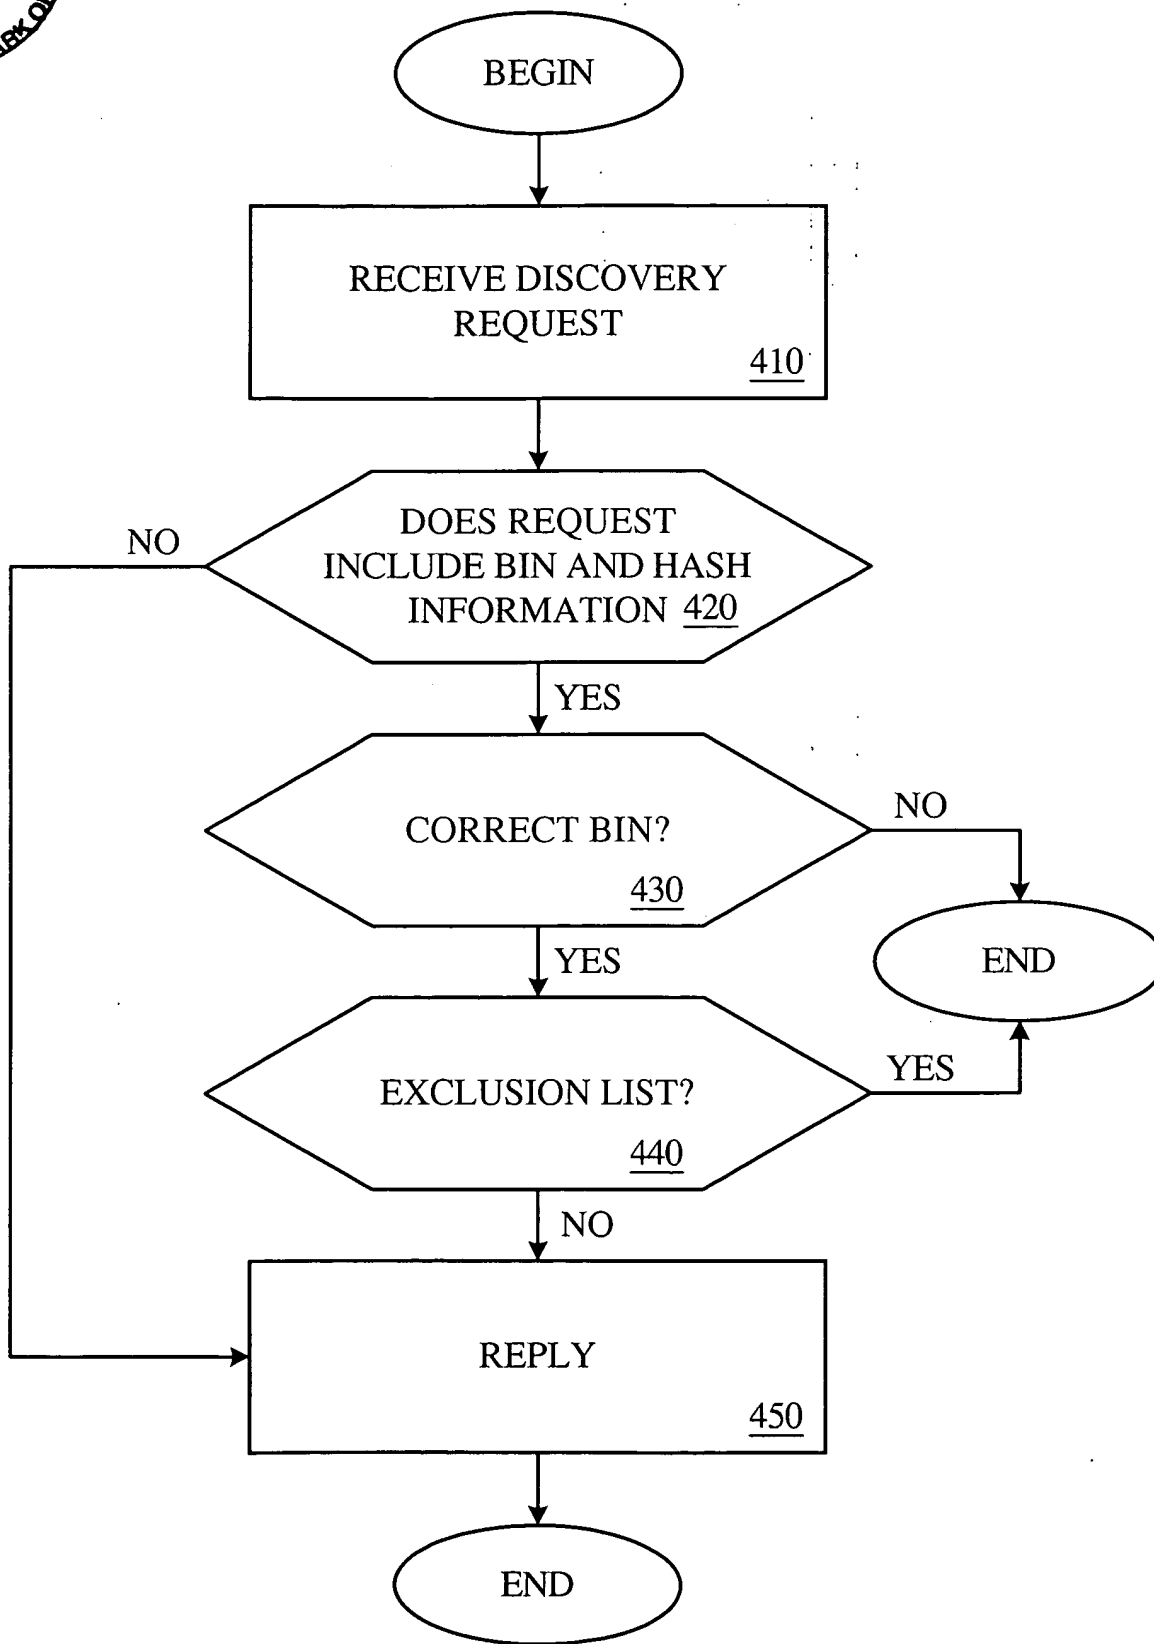 BEGIN
RECEIVE DISCOVERY
REQUEST
410
DOES REQUEST
INCLUDE BIN AND HASH
INFORMATION 420
NO
YES
CORRECT BIN?
430
NO
YES
END
EXCLUSION LIST?
440
YES
NO
REPLY
450
END